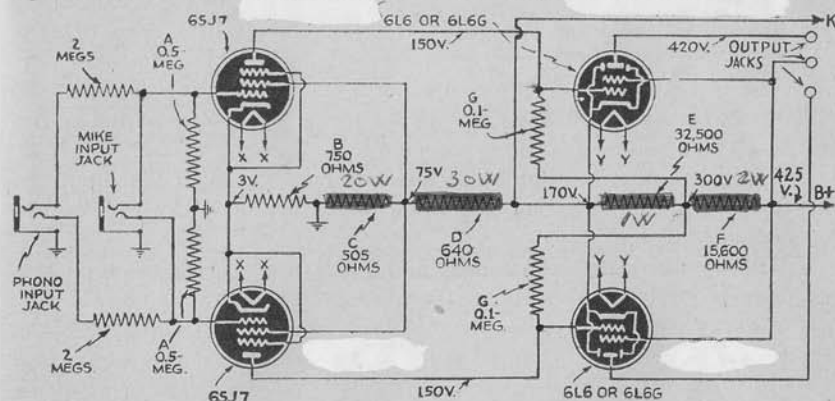 6SJ7
6L6 OR 6L6G
K
150V.
420V.
OUTPUT
JACKS
2
MEGS.
A
0.5-
MEG
G
0.1-
MEG.
E
32,500
OHMS
MIKE
INPUT
JACK
X X
B
750
OHMS
Y Y
3V.
20W
75V
30W
170V.
1W
300V
2W
425
V.
B+
C
505
OHMS
D
640
OHMS
F
15,600
OHMS
PHONO
INPUT
JACK
X X
G
0.1-
MEG.
Y Y
2
MEGS.
A
0.5-
MEG.
6SJ7
150V.
6L6 OR 6L6G